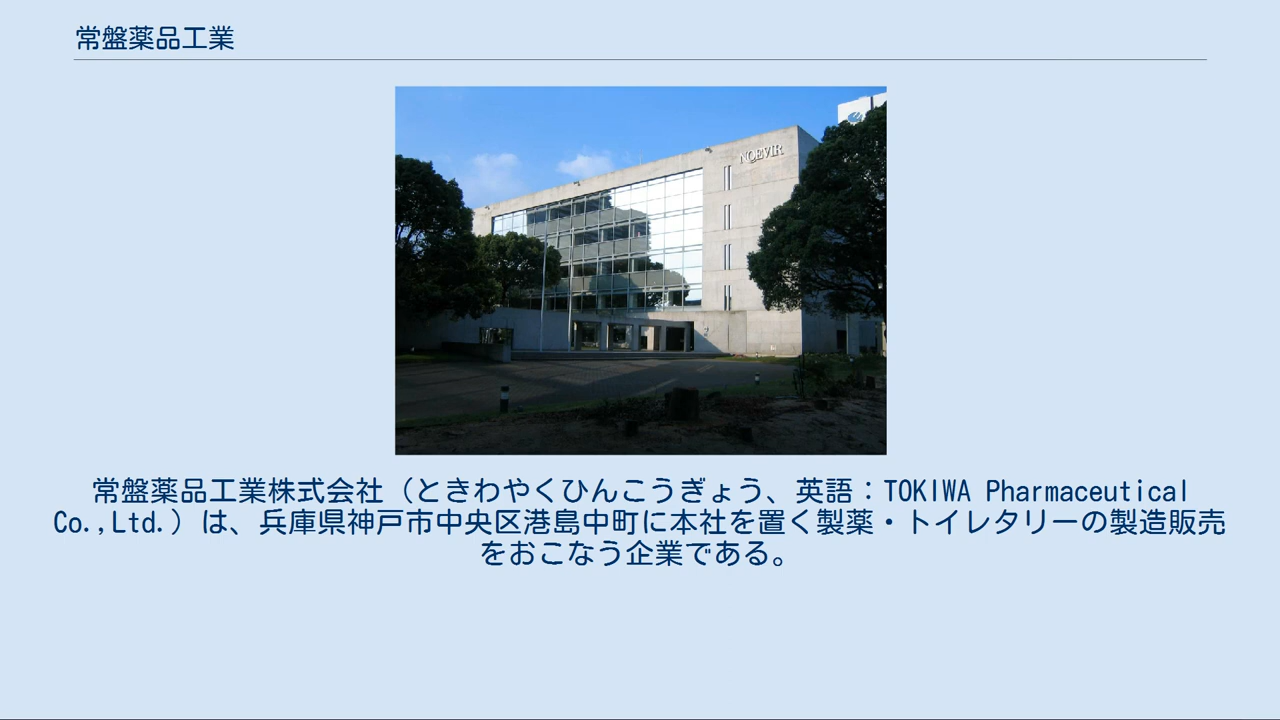 常盤薬品工業
NOEVIR
常盤薬品工業株式会社（ときわやくひんこうぎょう、英語：TOKIWA Pharmaceutical
Co.,Ltd.）は、兵庫県神戸市中央区港島中町に本社を置く製薬・トイレタリーの製造販売
をおこなう企業である。